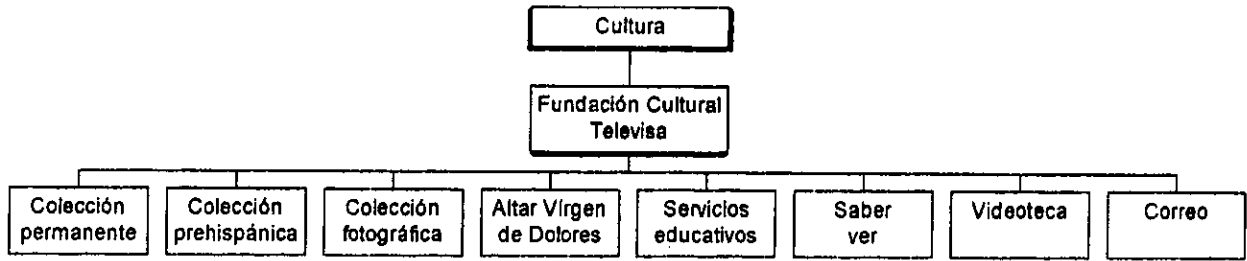 Cultura
Fundación Cultural
Televisa
Colección
permanente
Colección
prehispánica
Colección
fotográfica
Altar Vírgen
de Dolores
Servicios
educativos
Saber
ver
Videoteca
Correo